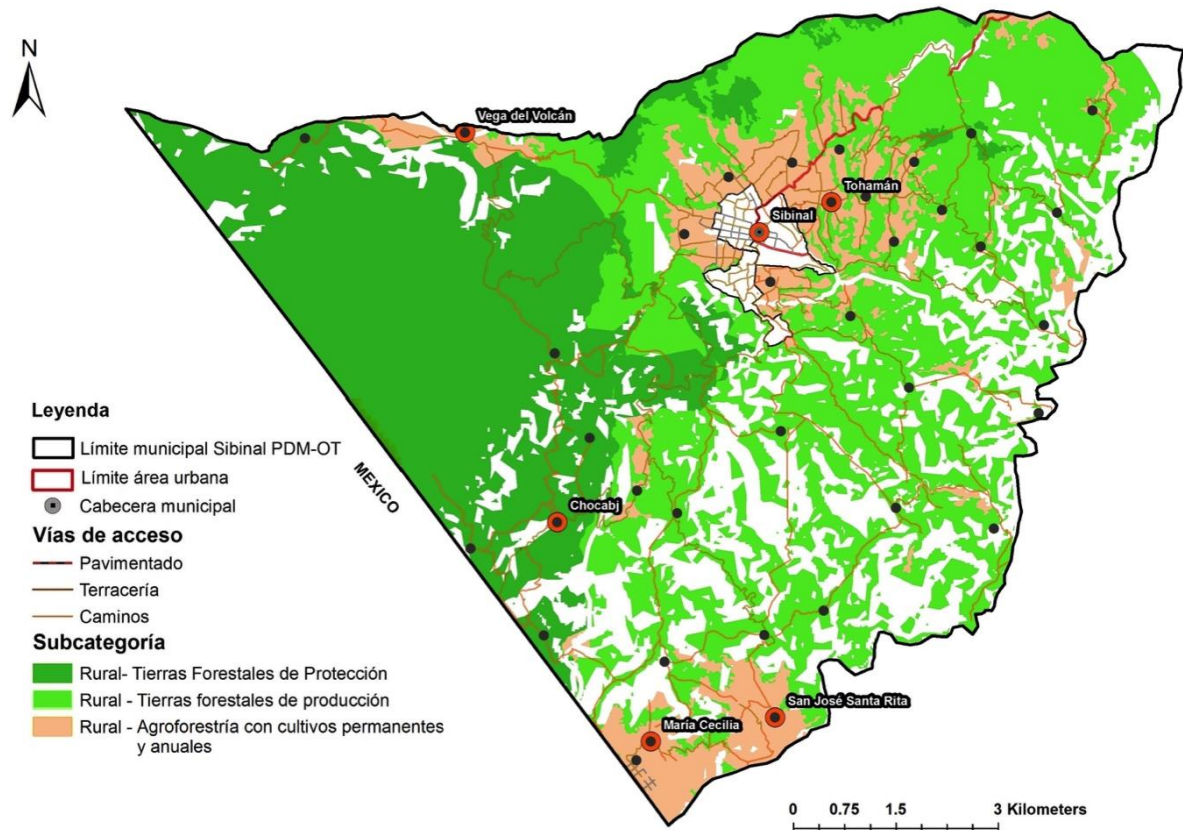 N
Vega del Volcán
Tohamán
Sibinal
Leyenda
Límite municipal Sibinal PDM-OT
Límite área urbana
Cabecera municipal
MEXICO
Chocabj
Vías de acceso
Pavimentado
Terracería
Caminos
Subcategoría
Rural- Tierras Forestales de Protección
Rural - Tierras forestales de producción
Rural - Agroforestría con cultivos permanentes
y anuales
San José Santa Rita
María Cecilia
0 0.75 1.5 3 Kilometers